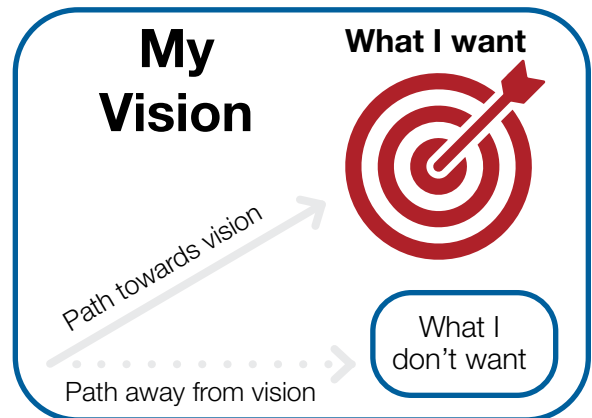 My
Vision
What I want
Path towards vision
What I
don't want
Path away from vision